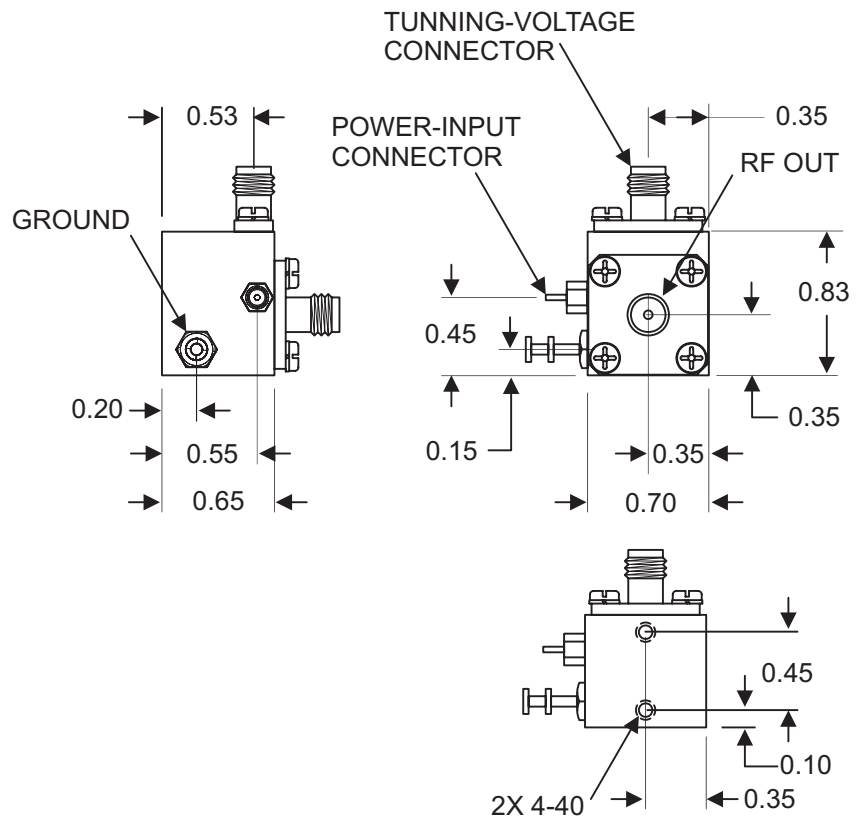 TUNNING-VOLTAGE
CONNECTOR
0.53
POWER-INPUT
CONNECTOR
0.35
RF OUT
GROUND
0.83
0.45
0.20
0.15
0.35
0.55
0.35
0.65
0.70
0.45
0.10
2X 4-40
0.35